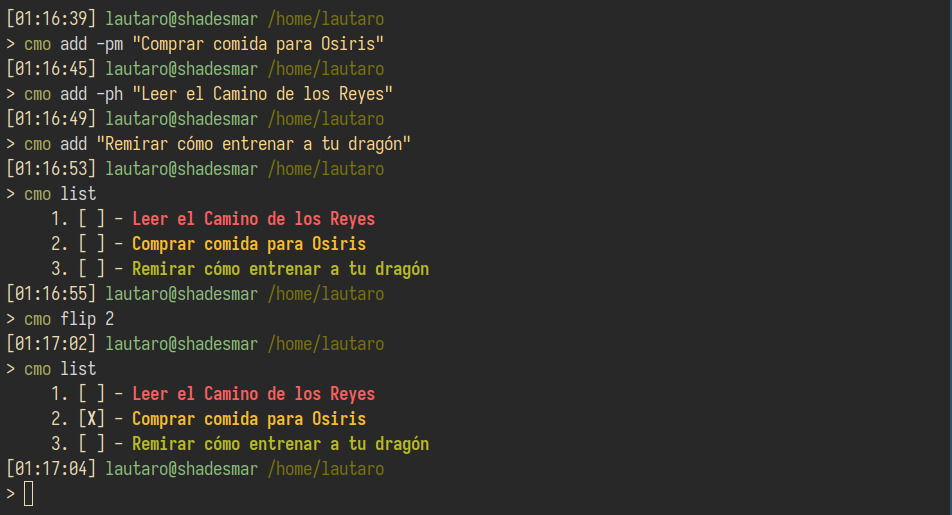 [01:16:39] lautaro@shadesmar /home/lautaro
> cmo add -pm "Comprar comida para Osiris"
[01:16:45] lautaro@shadesmar /home/lautaro
> cmo add -ph "Leer el Camino de los Reyes"
[01:16:49] lautaro@shadesmar /home/lautaro
> cmo add "Remirar cómo entrenar a tu dragón"
[01:16:53] lautaro@shadesmar /home/lautaro
> cmo list
1. [ ] - Leer el Camino de los Reyes
2. [ ] - Comprar comida para Osiris
3. [ ] - Remirar cómo entrenar a tu dragón
[01:16:55] lautaro@shadesmar /home/lautaro
> cmo flip 2
[01:17:02] lautaro@shadesmar /home/lautaro
> cmo list
1. [ ] - Leer el Camino de los Reyes
2. [X] - Comprar comida para Osiris
3. [ ] - Remirar cómo entrenar a tu dragón
[01:17:04] lautaro@shadesmar /home/lautaro
>